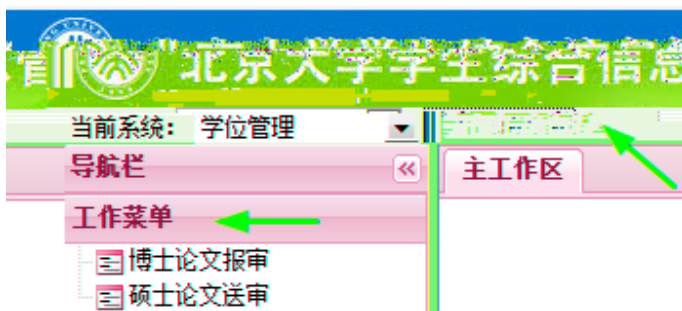 北京大学学生综合信息
当前系统： 学位管理
导航栏
主工作区
工作菜单
博士论文报审
硕士论文送审